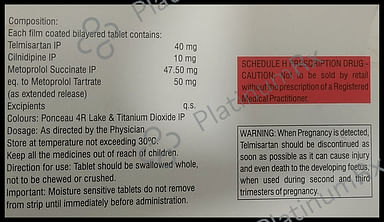 Composition:
Each film coated bilayered tablet contains:
Telmisartan IP 40 mg
Cilnidipine IP 10 mg
Metoprolol Succinate IP 47.50 mg
eq. to Metoprolol Tartrate 50 mg
(as extended release)
Excipients q.s.
Colours: Ponceau 4R Lake & Titanium Dioxide IP
Dosage: As directed by the Physician.
Store at temperature not exceeding 30ºC.
Keep all the medicines out of reach of children.
Direction for use: Tablet should be swallowed whole,
not to be chewed or crushed.
Important: Moisture sensitive tablets do not remove
from strip until immediately before administration.
SCHEDULE H PRESCRIPTION DRUG -
CAUTION: Not to be sold by retail
without a prescription of a Registered
Medical Practitioner.
WARNING: When Pregnancy is detected,
Telmisartan should be discontinued as
soon as possible as it can cause injury
and even death to the developing foetus
when used during second and third
trimesters of pregnancy.
PlatinumRx